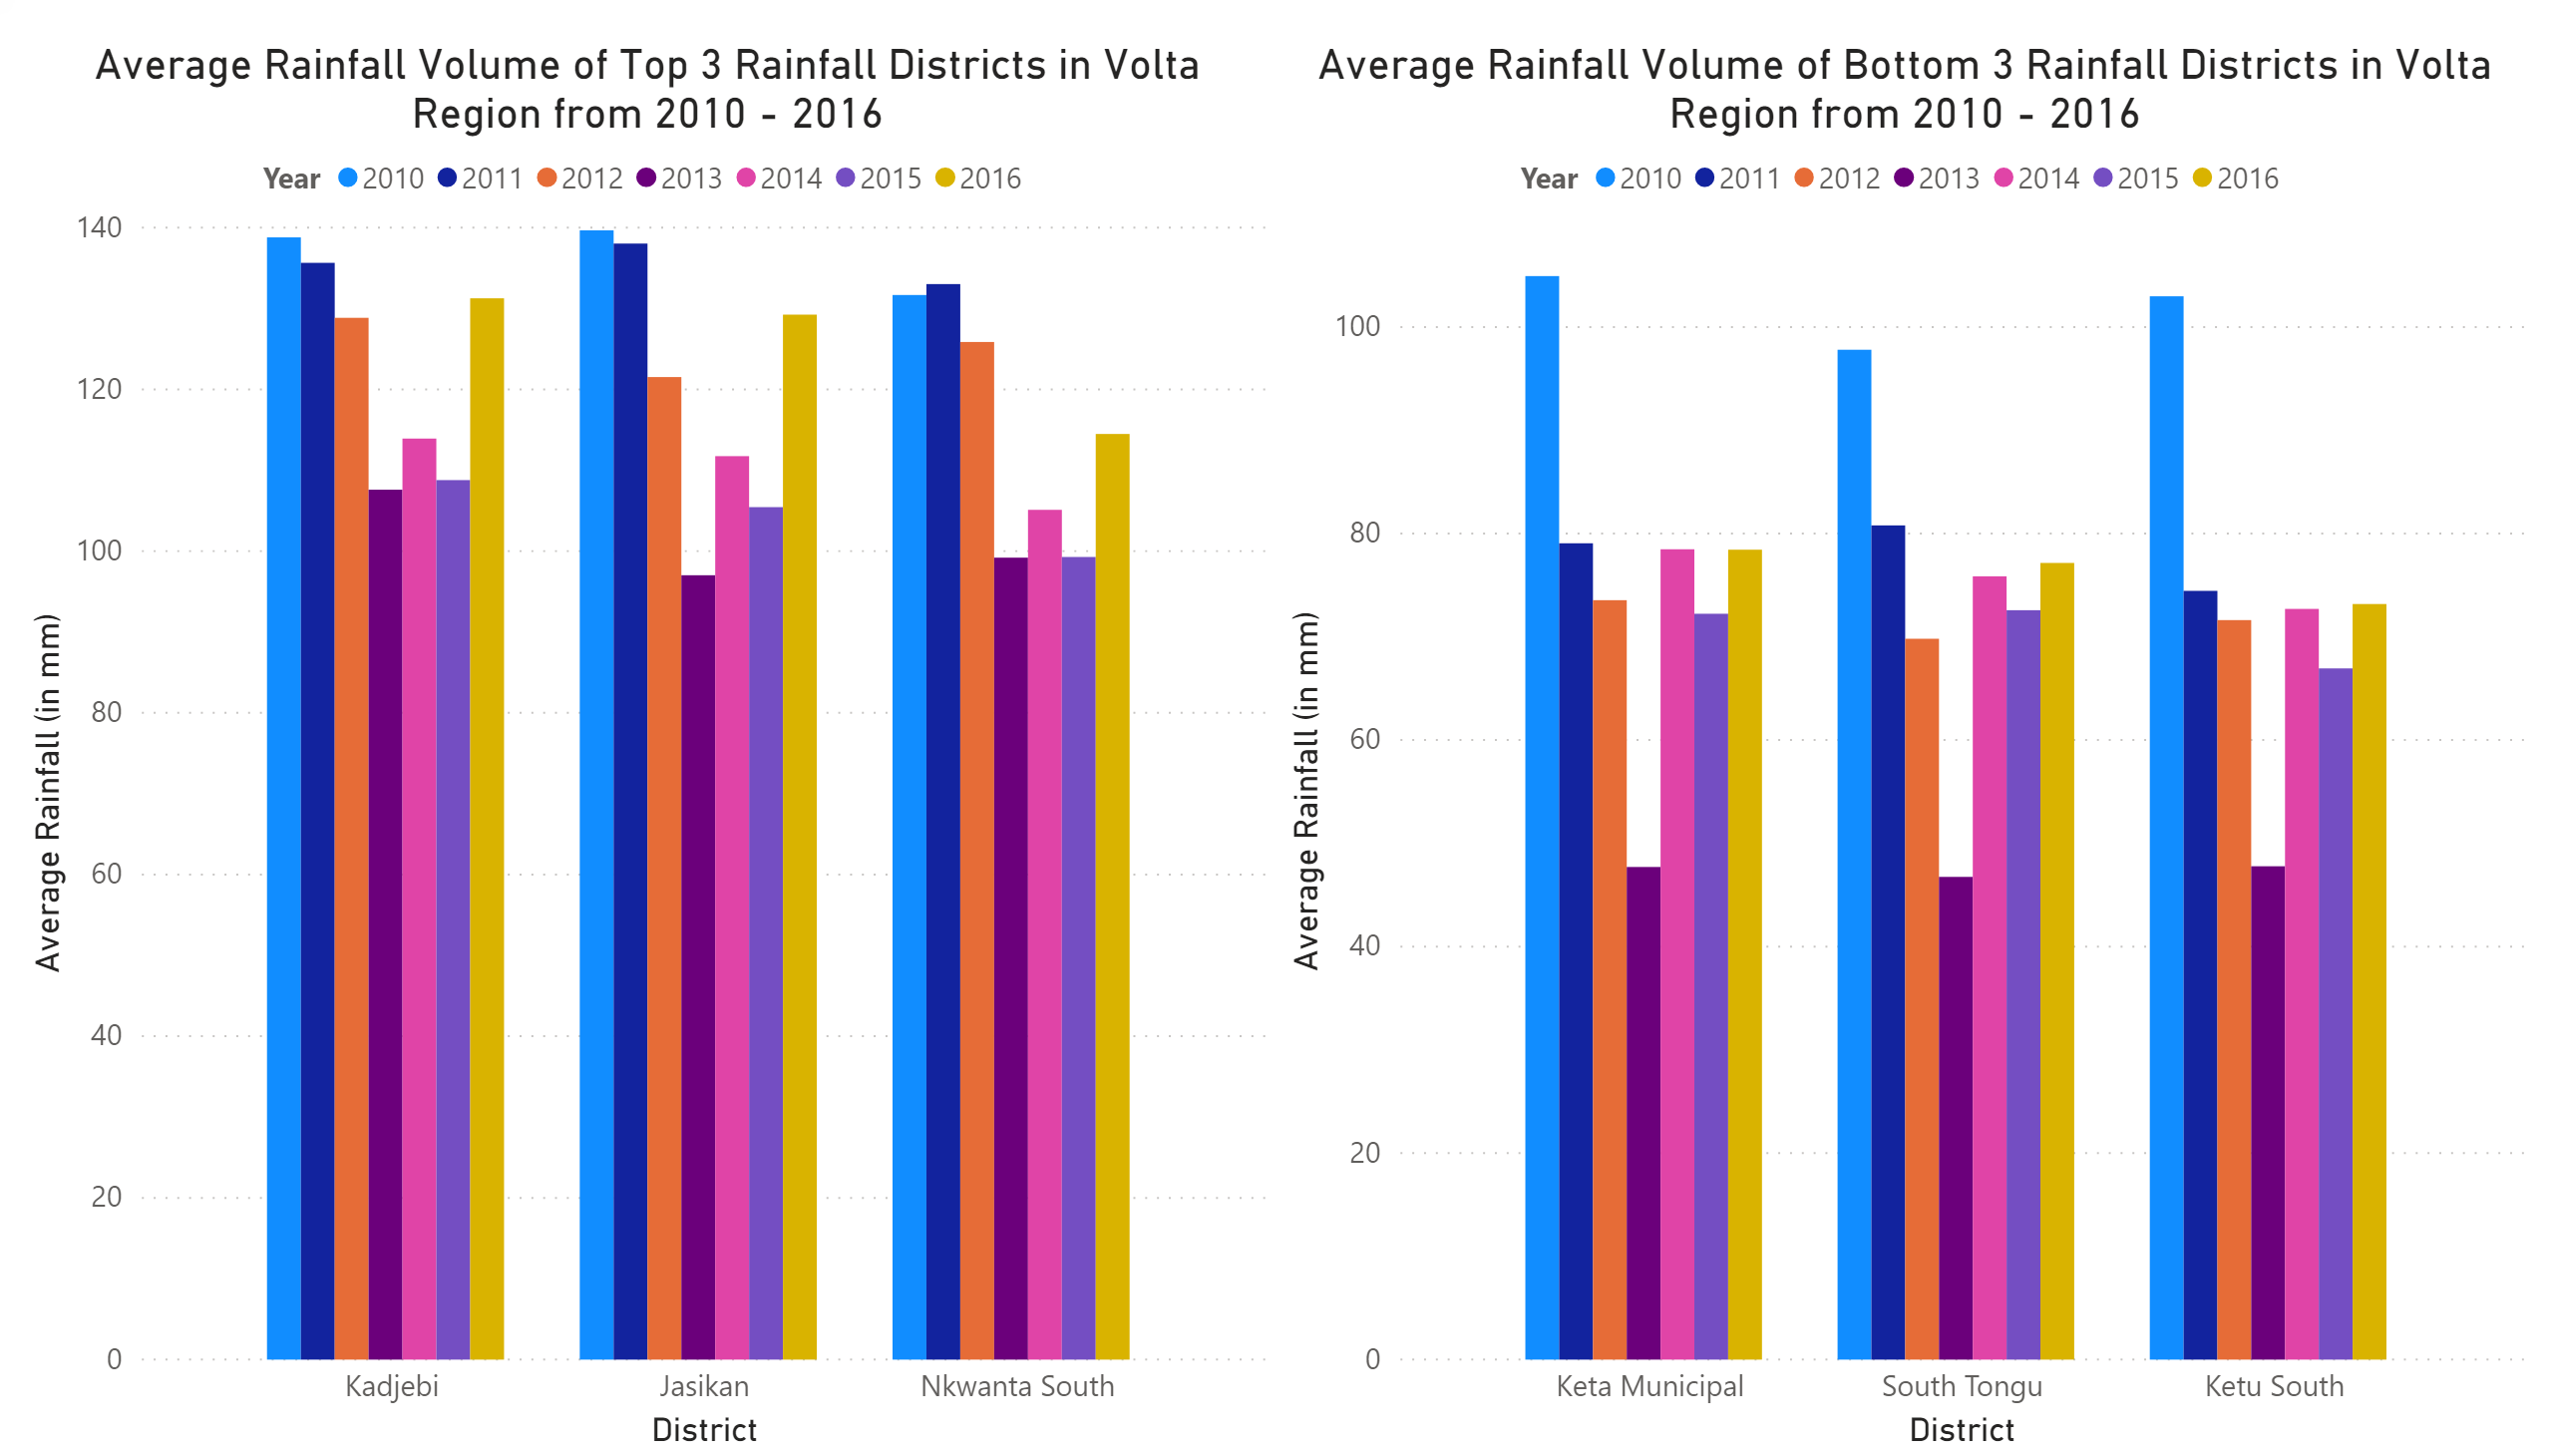 Average Rainfall Volume of Top 3 Rainfall Districts in Volta
Region from 2010 - 2016
Year 2010 2011 2012 2013 2014 2015 2016
140
120
100
80
60
40
20
0
Average Rainfall (in mm)
Kadjebi Jasikan Nkwanta South
District
Average Rainfall Volume of Bottom 3 Rainfall Districts in Volta
Region from 2010 - 2016
Year 2010 2011 2012 2013 2014 2015 2016
100
80
60
40
20
0
Average Rainfall (in mm)
Keta Municipal South Tongu Ketu South
District